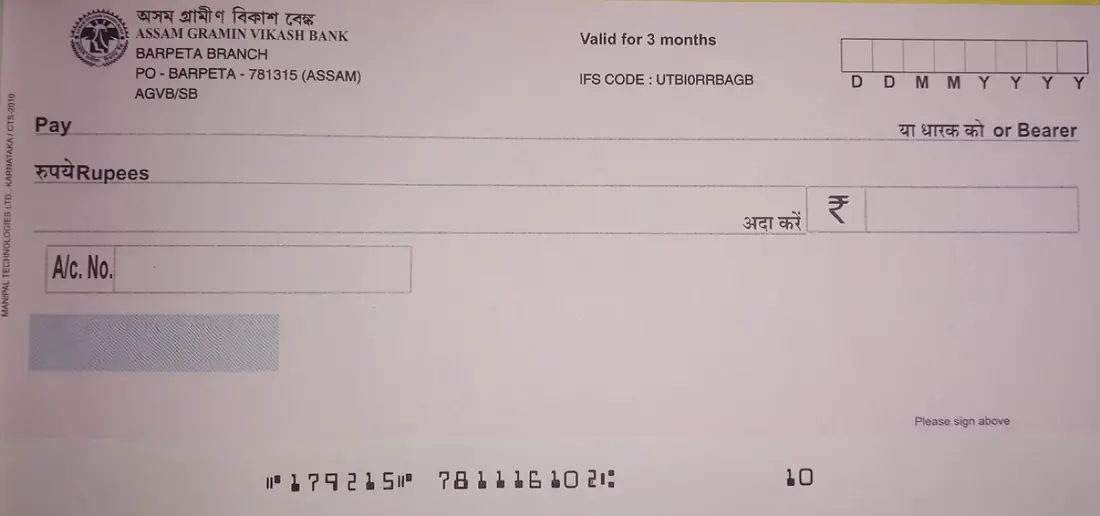 অসম গ্ৰামীণ বিকাশ বেংক
ASSAM GRAMIN VIKASH BANK
BARPETA BRANCH
PO - BARPETA - 781315 (ASSAM)
AGVB/SB
Valid for 3 months
IFS CODE : UTBI0RRBAGB
D D M M Y Y Y Y
Pay
या धारक को or Bearer
रुपये Rupees
अदा करें ₹
A/c. No.
MANIPAL TECHNOLOGIES LTD., KARNATAKA / CTS-2010
Please sign above
⑈179215⑈ 781116102⑆ 10